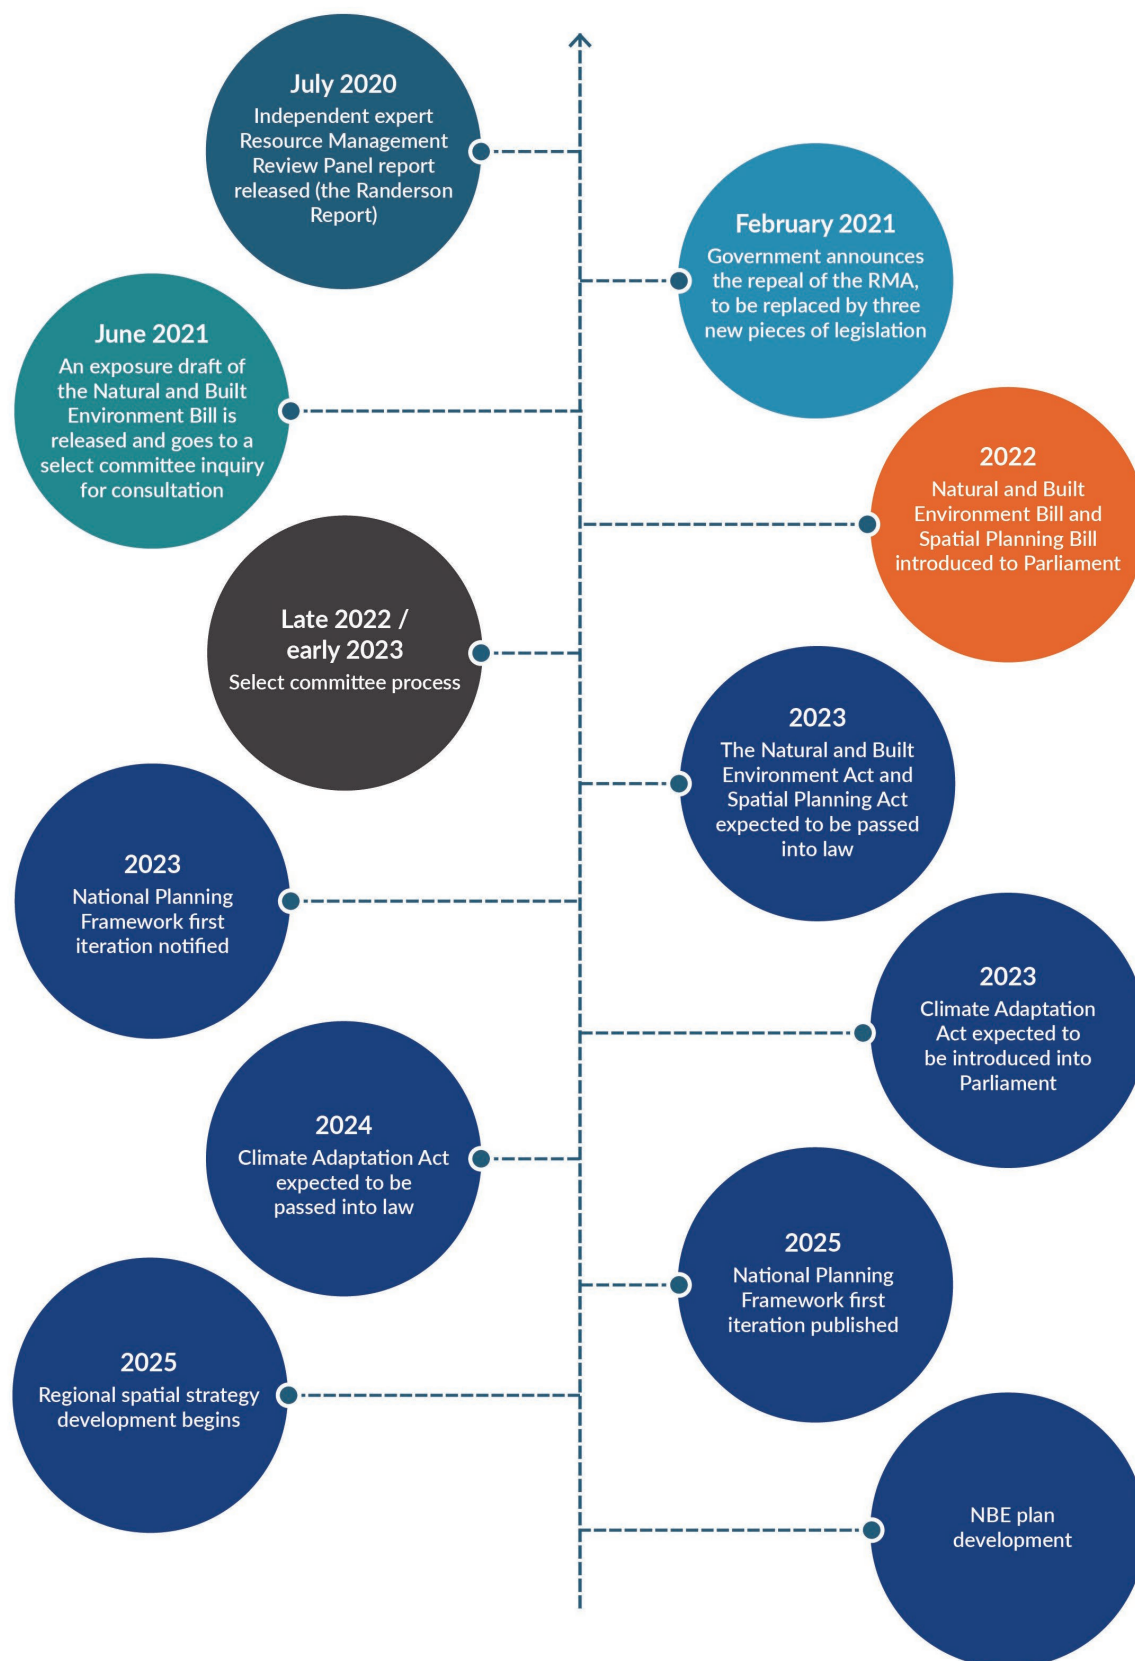 July 2020
Independent expert
Resource Management
Review Panel report
released (the Randerson
Report)
February 2021
Government announces
the repeal of the RMA,
to be replaced by three
new pieces of legislation
June 2021
An exposure draft of
the Natural and Built
Environment Bill is
released and goes to a
select committee inquiry
for consultation
2022
Natural and Built
Environment Bill and
Spatial Planning Bill
introduced to Parliament
Late 2022 /
early 2023
Select committee process
2023
The Natural and Built
Environment Act and
Spatial Planning Act
expected to be passed
into law
2023
National Planning
Framework first
iteration notified
2023
Climate Adaptation
Act expected to
be introduced into
Parliament
2024
Climate Adaptation Act
expected to be
passed into law
2025
National Planning
Framework first
iteration published
2025
Regional spatial strategy
development begins
NBE plan
development